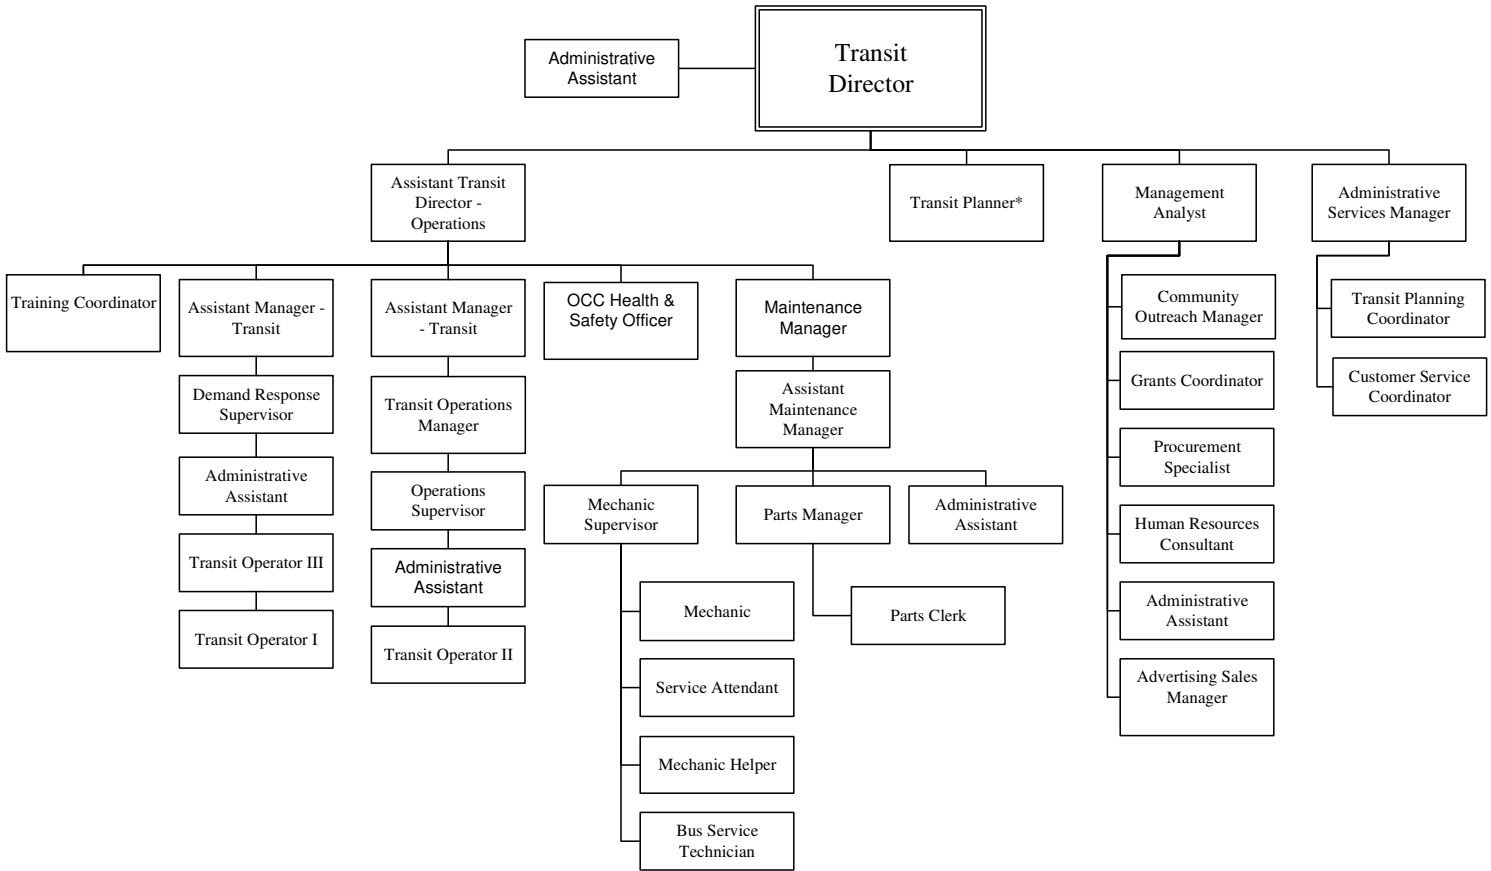 Transit
Director
Administrative
Assistant
Assistant Transit
Director -
Operations
Transit Planner*
Management
Analyst
Administrative
Services Manager
Training Coordinator
Assistant Manager -
Transit
Assistant Manager
- Transit
OCC Health &
Safety Officer
Maintenance
Manager
Community
Outreach Manager
Transit Planning
Coordinator
Demand Response
Supervisor
Transit Operations
Manager
Assistant
Maintenance
Manager
Grants Coordinator
Customer Service
Coordinator
Administrative
Assistant
Operations
Supervisor
Mechanic
Supervisor
Parts Manager
Administrative
Assistant
Procurement
Specialist
Transit Operator III
Administrative
Assistant
Human Resources
Consultant
Transit Operator I
Transit Operator II
Mechanic
Parts Clerk
Administrative
Assistant
Service Attendant
Advertising Sales
Manager
Mechanic Helper
Bus Service
Technician